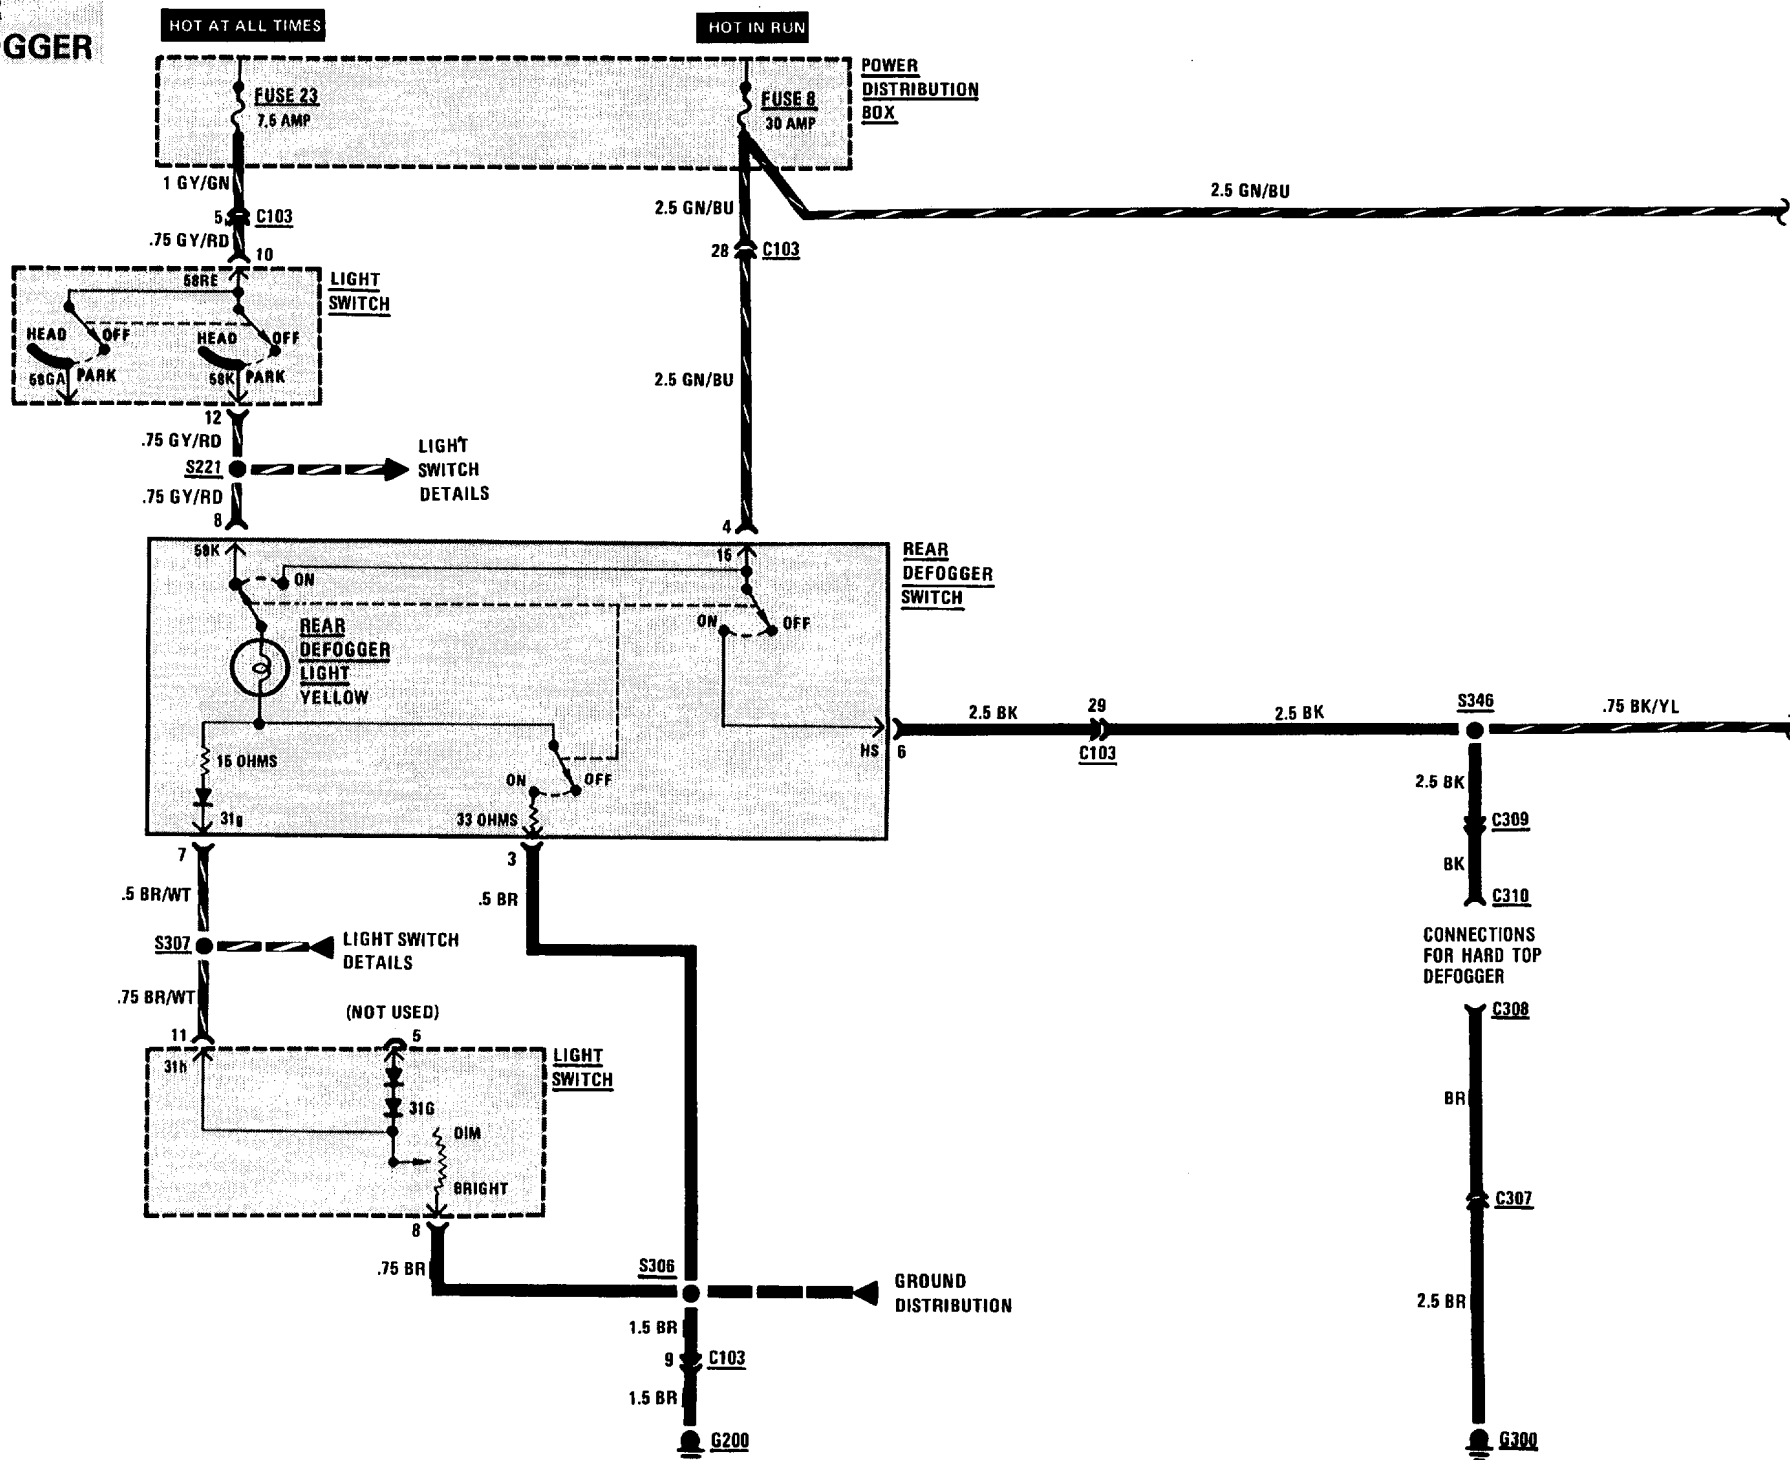 GGER
HOT AT ALL TIMES
HOT IN RUN
FUSE 23
7.5 AMP
FUSE 8
30 AMP
POWER
DISTRIBUTION
BOX
1 GY/GN
5
C103
.75 GY/RD
10
2.5 GN/BU
2.5 GN/BU
28
C103
58RE
LIGHT
SWITCH
HEAD
OFF
HEAD
OFF
58GA
PARK
58K
PARK
2.5 GN/BU
12
.75 GY/RD
S221
LIGHT
SWITCH
DETAILS
.75 GY/RD
8
4
58K
ON
15
REAR
DEFOGGER
SWITCH
ON
OFF
REAR
DEFOGGER
LIGHT
YELLOW
HS
6
2.5 BK
29
C103
2.5 BK
S346
.75 BK/YL
15 OHMS
ON
OFF
31g
33 OHMS
2.5 BK
C309
BK
C310
7
3
.5 BR/WT
.5 BR
S307
LIGHT SWITCH
DETAILS
CONNECTIONS
FOR HARD TOP
DEFOGGER
.75 BR/WT
(NOT USED)
C308
11
5
31h
LIGHT
SWITCH
31G
DIM
BRIGHT
BR
C307
8
.75 BR
S306
GROUND
DISTRIBUTION
2.5 BR
1.5 BR
9
C103
1.5 BR
G200
G300